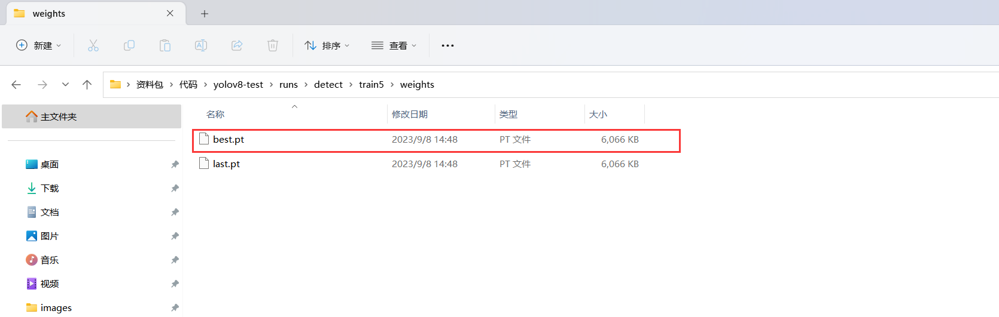 weights
新建
排序
查看
资料包 > 代码 > yolov8-test > runs > detect > train5 > weights
主文件夹
名称 修改日期 类型 大小
best.pt 2023/9/8 14:48 PT 文件 6,066 KB
last.pt 2023/9/8 14:48 PT 文件 6,066 KB
桌面
下载
文档
图片
音乐
视频
images